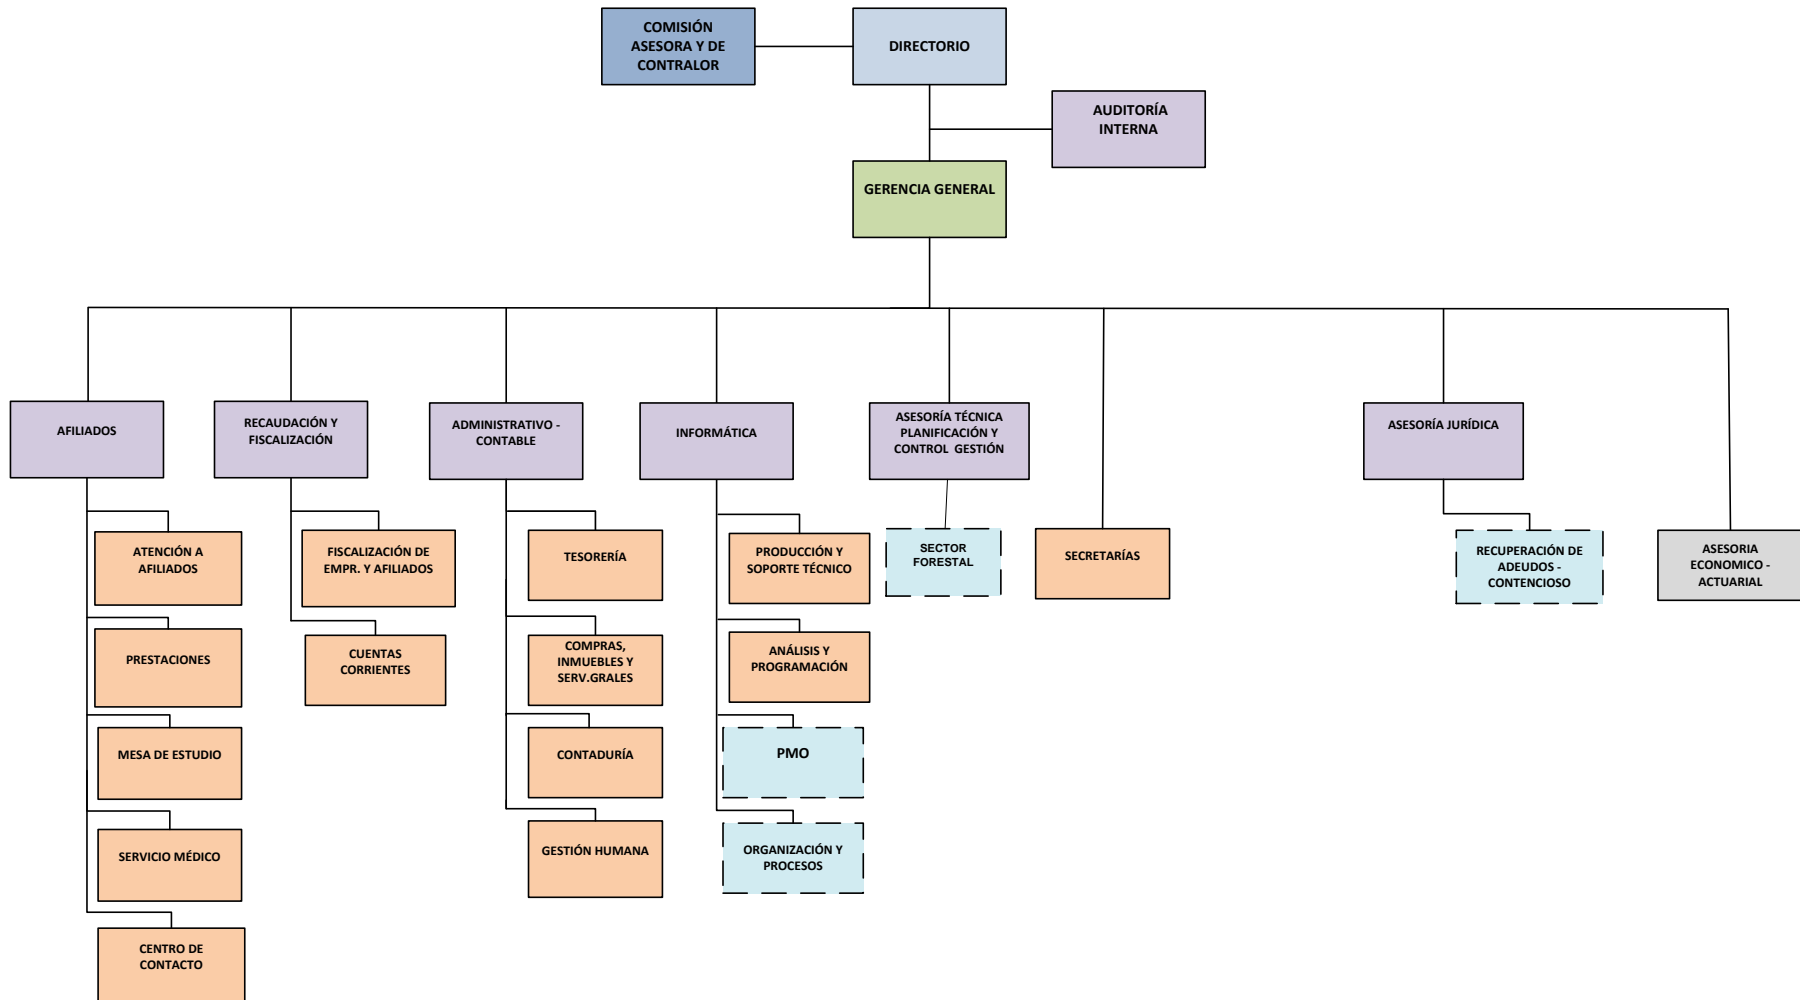 COMISIÓN
ASESORA Y DE
CONTRALOR
DIRECTORIO
AUDITORÍA
INTERNA
GERENCIA GENERAL
AFILIADOS
RECAUDACIÓN Y
FISCALIZACIÓN
ADMINISTRATIVO -
CONTABLE
INFORMÁTICA
ASESORÍA TÉCNICA
PLANIFICACIÓN Y
CONTROL GESTIÓN
ASESORÍA JURÍDICA
ATENCIÓN A
AFILIADOS
FISCALIZACIÓN DE
EMPR. Y AFILIADOS
TESORERÍA
PRODUCCIÓN Y
SOPORTE TÉCNICO
SECTOR
FORESTAL
SECRETARÍAS
RECUPERACIÓN DE
ADEUDOS -
CONTENCIOSO
ASESORIA
ECONOMICO -
ACTUARIAL
PRESTACIONES
CUENTAS
CORRIENTES
COMPRAS,
INMUEBLES Y
SERV.GRALES
ANÁLISIS Y
PROGRAMACIÓN
MESA DE ESTUDIO
CONTADURÍA
PMO
SERVICIO MÉDICO
GESTIÓN HUMANA
ORGANIZACIÓN Y
PROCESOS
CENTRO DE
CONTACTO